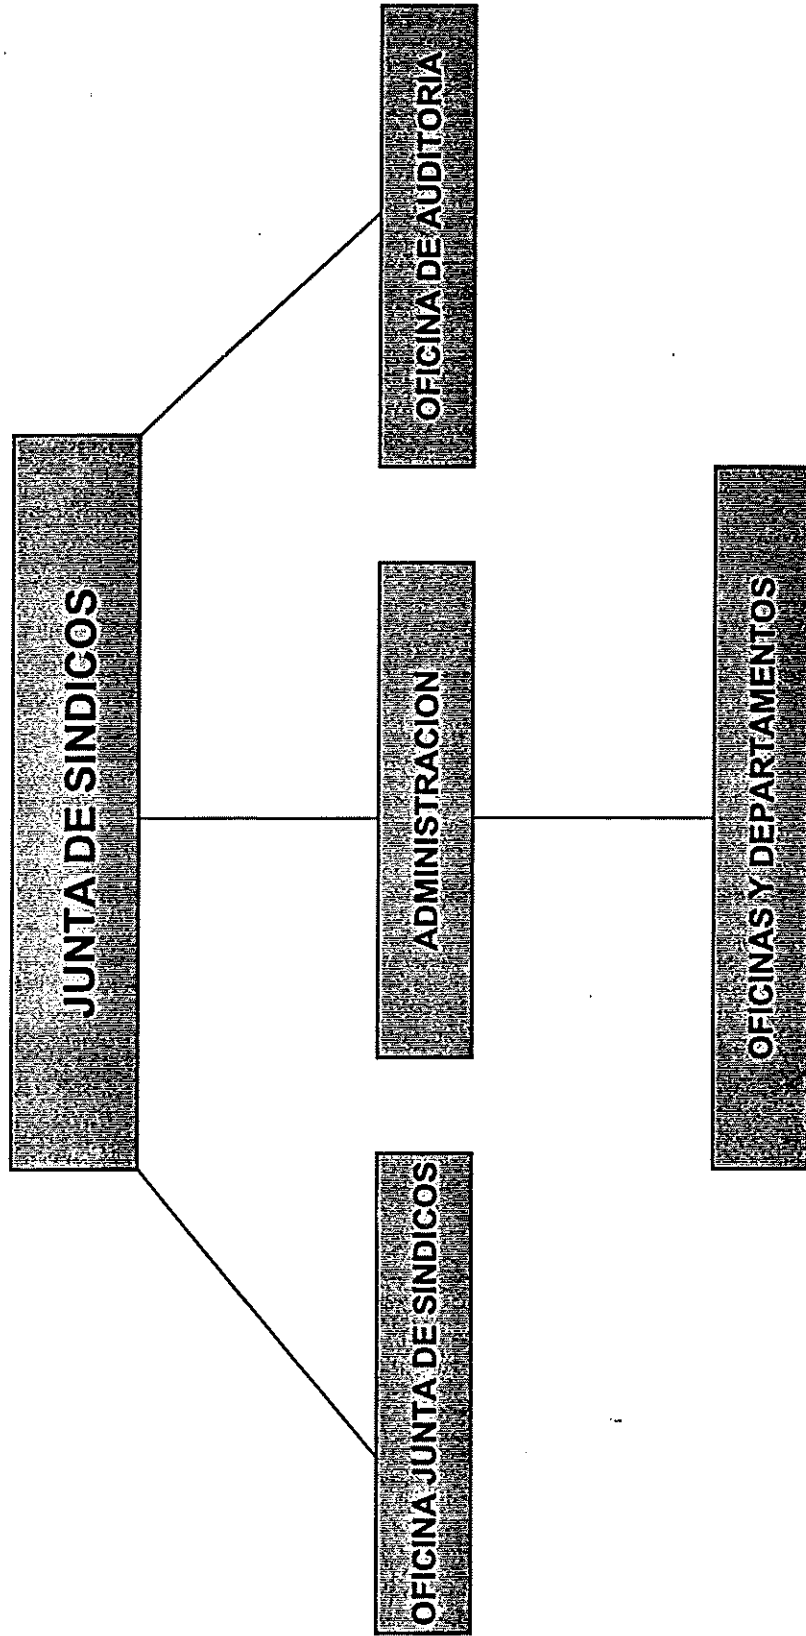 JUNTA DE SINDICOS
OFICINA JUNTA DE SINDICOS
ADMINISTRACION
OFICINA DE AUDITORIA
OFICINAS Y DEPARTAMENTOS